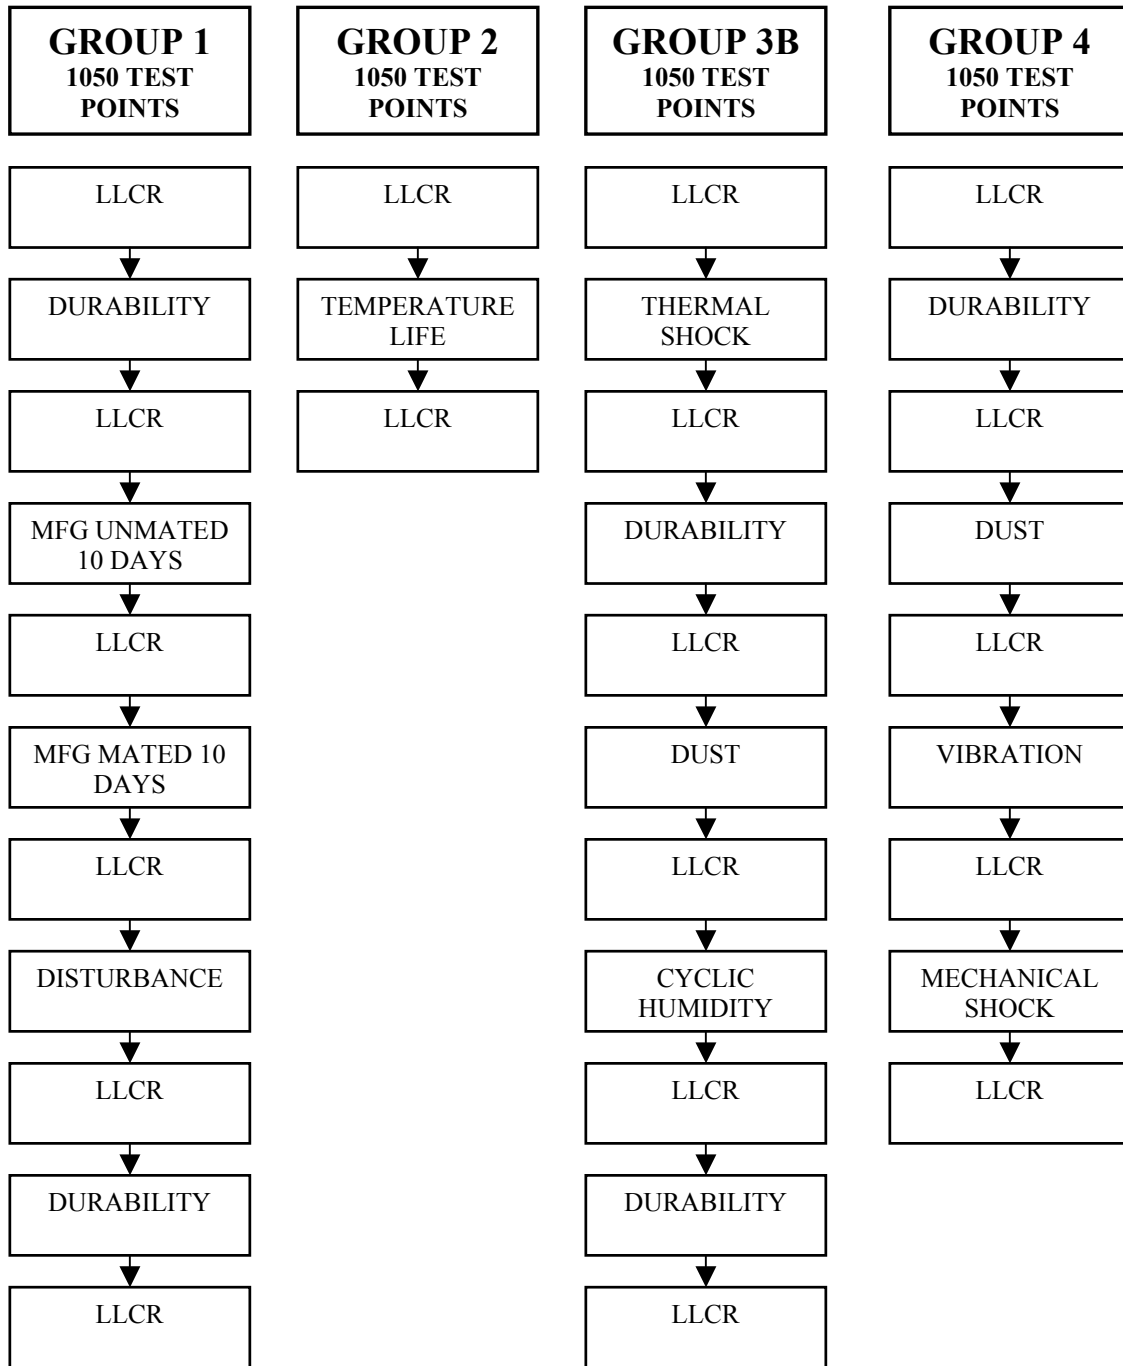 GROUP 1
1050 TEST
POINTS
LLCR
DURABILITY
LLCR
MFG UNMATED
10 DAYS
LLCR
MFG MATED 10
DAYS
LLCR
DISTURBANCE
LLCR
DURABILITY
LLCR
GROUP 2
1050 TEST
POINTS
LLCR
TEMPERATURE
LIFE
LLCR
GROUP 3B
1050 TEST
POINTS
LLCR
THERMAL
SHOCK
LLCR
DURABILITY
LLCR
DUST
LLCR
CYCLIC
HUMIDITY
LLCR
DURABILITY
LLCR
GROUP 4
1050 TEST
POINTS
LLCR
DURABILITY
LLCR
DUST
LLCR
VIBRATION
LLCR
MECHANICAL
SHOCK
LLCR